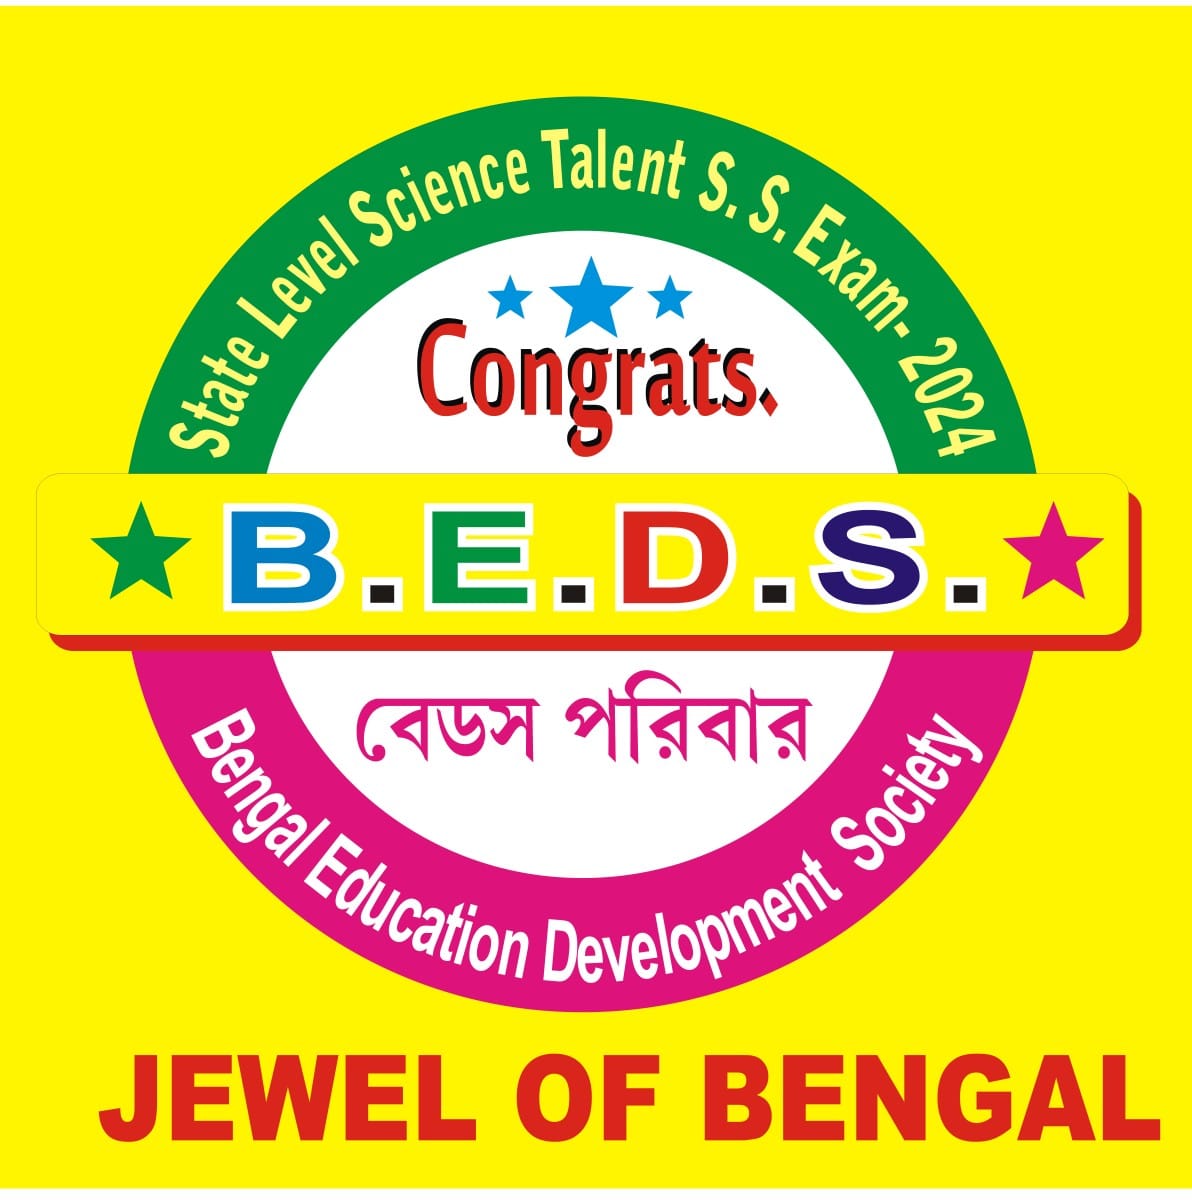 State Level Science Talent S. S. Exam- 2024
Congrats.
B.E.D.S.
বেডস পরিবার
Bengal Education Development Society
JEWEL OF BENGAL